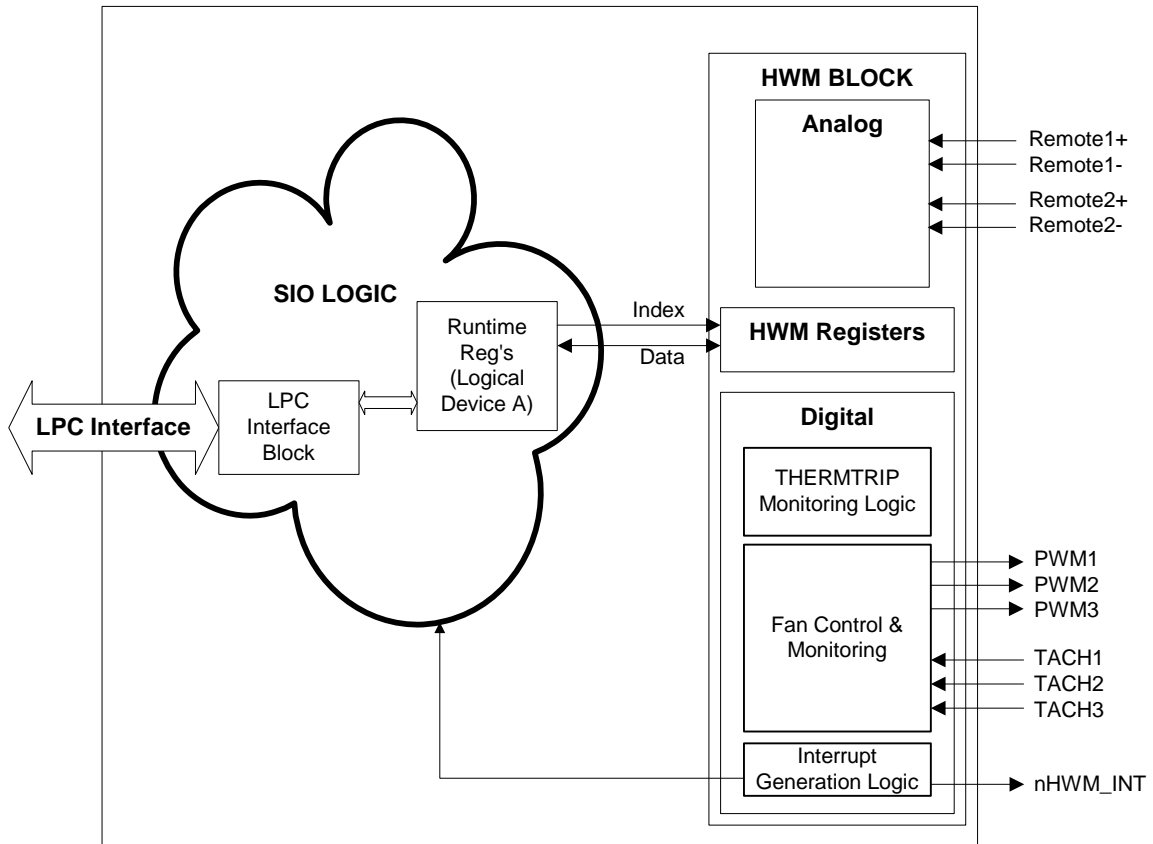 HWM BLOCK
Analog
Remote1+
Remote1-
Remote2+
Remote2-
SIO LOGIC
Runtime
Reg's
(Logical
Device A)
Index
Data
HWM Registers
LPC Interface
LPC
Interface
Block
Digital
THERMTRIP
Monitoring Logic
Fan Control &
Monitoring
PWM1
PWM2
PWM3
TACH1
TACH2
TACH3
Interrupt
Generation Logic
nHWM_INT